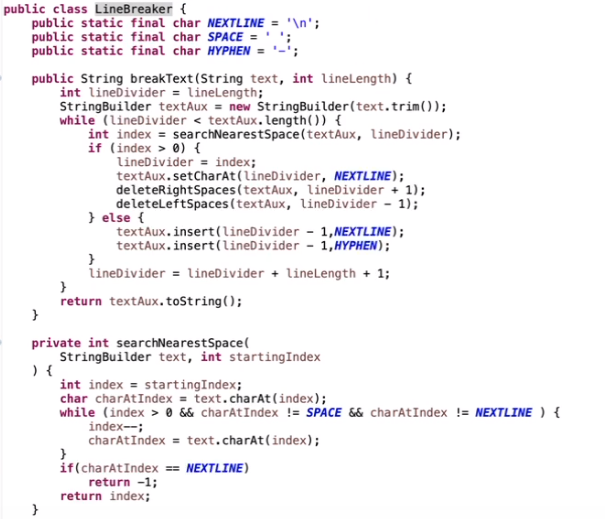 public class LineBreaker {
    public static final char NEXTLINE = '\n';
    public static final char SPACE = ' ';
    public static final char HYPHEN = '-';

    public String breakText(String text, int lineLength) {
        int lineDivider = lineLength;
        StringBuilder textAux = new StringBuilder(text.trim());
        while (lineDivider < textAux.length()) {
            int index = searchNearestSpace(textAux, lineDivider);
            if (index > 0) {
                lineDivider = index;
                textAux.setCharAt(lineDivider, NEXTLINE);
                deleteRightSpaces(textAux, lineDivider + 1);
                deleteLeftSpaces(textAux, lineDivider - 1);
            } else {
                textAux.insert(lineDivider - 1,NEXTLINE);
                textAux.insert(lineDivider - 1,HYPHEN);
            }
            lineDivider = lineDivider + lineLength + 1;
        }
        return textAux.toString();
    }

    private int searchNearestSpace(
        StringBuilder text, int startingIndex
    ) {
        int index = startingIndex;
        char charAtIndex = text.charAt(index);
        while (index > 0 && charAtIndex != SPACE && charAtIndex != NEXTLINE ) {
            index--;
            charAtIndex = text.charAt(index);
        }
        if(charAtIndex == NEXTLINE)
            return -1;
        return index;
    }